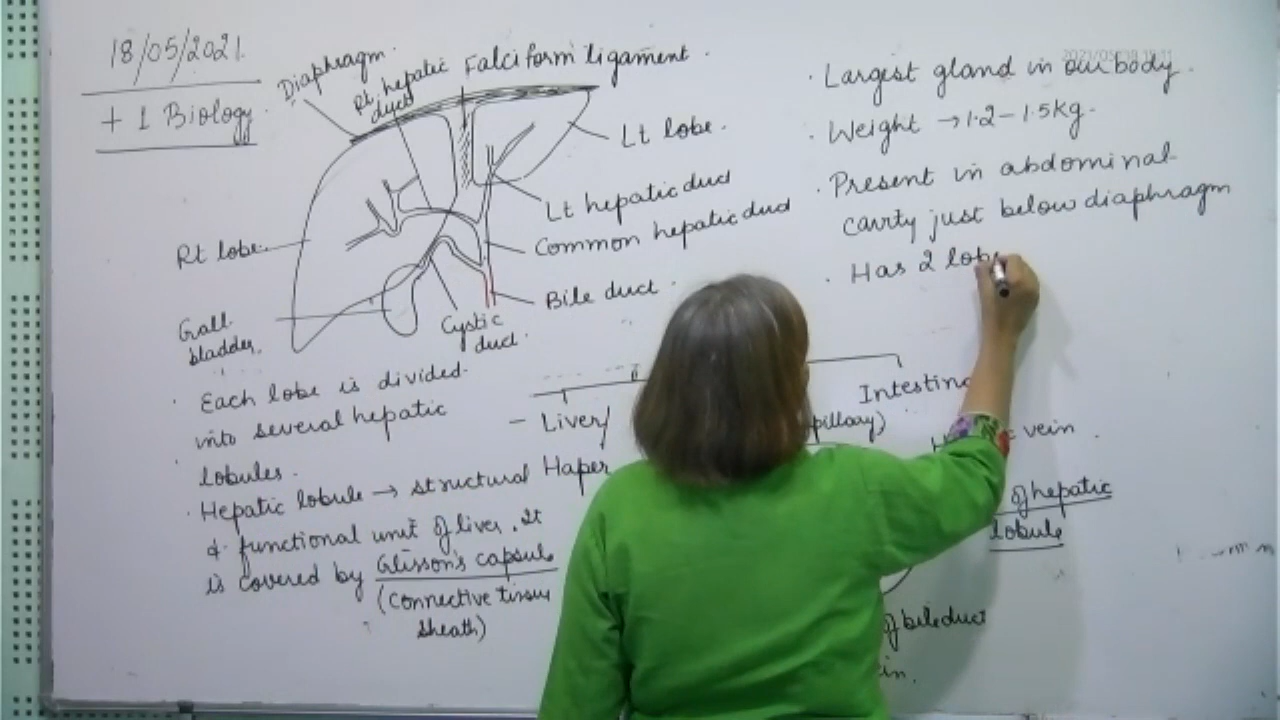 18/05/2021.
+ 1 Biology.
Diaphragm.
Rt. hepatic
duct
Falciform ligament.
Lt lobe.
Lt hepatic duct
Common hepatic duct
Bile duct.
Rt lobe.
Gall
bladder.
Cystic
duct.
· Largest gland in our body.
· Weight → 1.2 - 1.5 kg.
· Present in abdominal
cavity just below diaphragm
· Has 2 lobe
· Each lobe is divided
into several hepatic
lobules.
· Hepatic lobule → structural
& functional unit of liver. It
is covered by Glisson's capsule
(Connective tissue
sheath)
- Liver/
Hapen
Intestin
pillary)
vein.
of hepatic
lobule
of bile duct